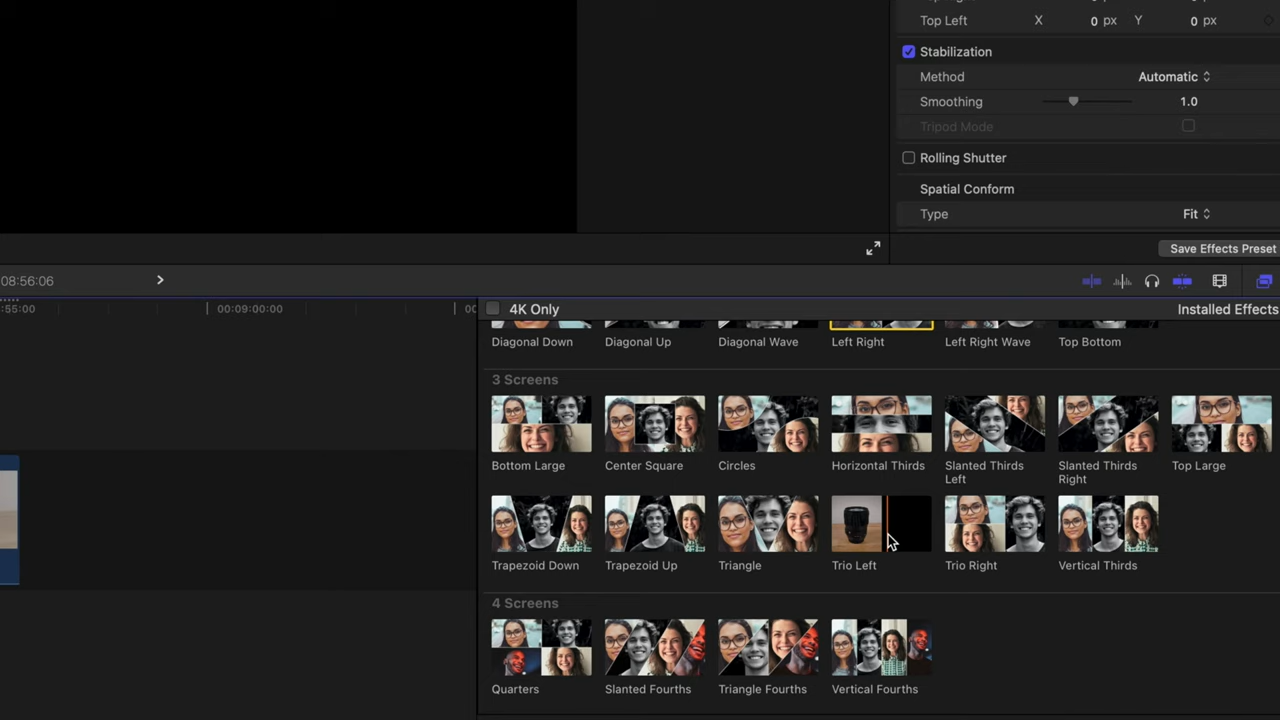 Top Left X 0 px Y 0 px
Stabilization
Method Automatic
Smoothing 1.0
Tripod Mode
Rolling Shutter
Spatial Conform
Type Fit
Save Effects Preset
08:56:06
:55:00 00:09:00:00 00
4K Only Installed Effects
Diagonal Down Diagonal Up Diagonal Wave Left Right Left Right Wave Top Bottom
3 Screens
Bottom Large Center Square Circles Horizontal Thirds Slanted Thirds Left Slanted Thirds Right Top Large
Trapezoid Down Trapezoid Up Triangle Trio Left Trio Right Vertical Thirds
4 Screens
Quarters Slanted Fourths Triangle Fourths Vertical Fourths